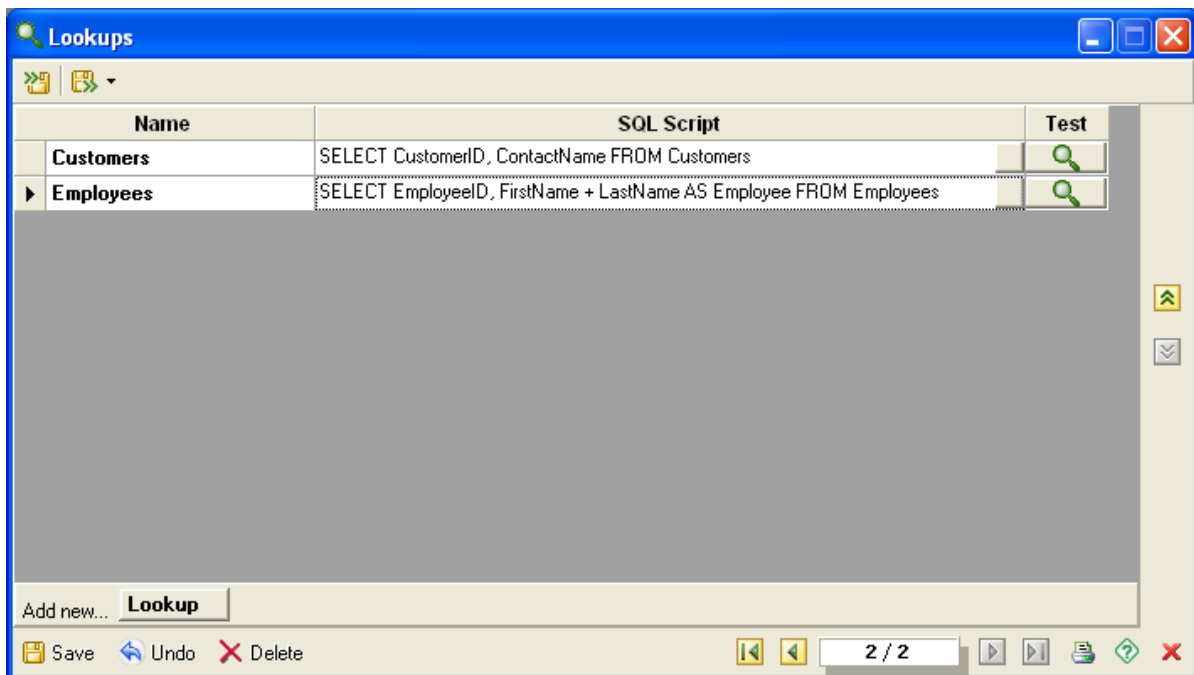 Lookups
Name SQL Script Test
Customers SELECT CustomerID, ContactName FROM Customers
Employees SELECT EmployeeID, FirstName + LastName AS Employee FROM Employees
Add new... Lookup
Save Undo Delete 2 / 2